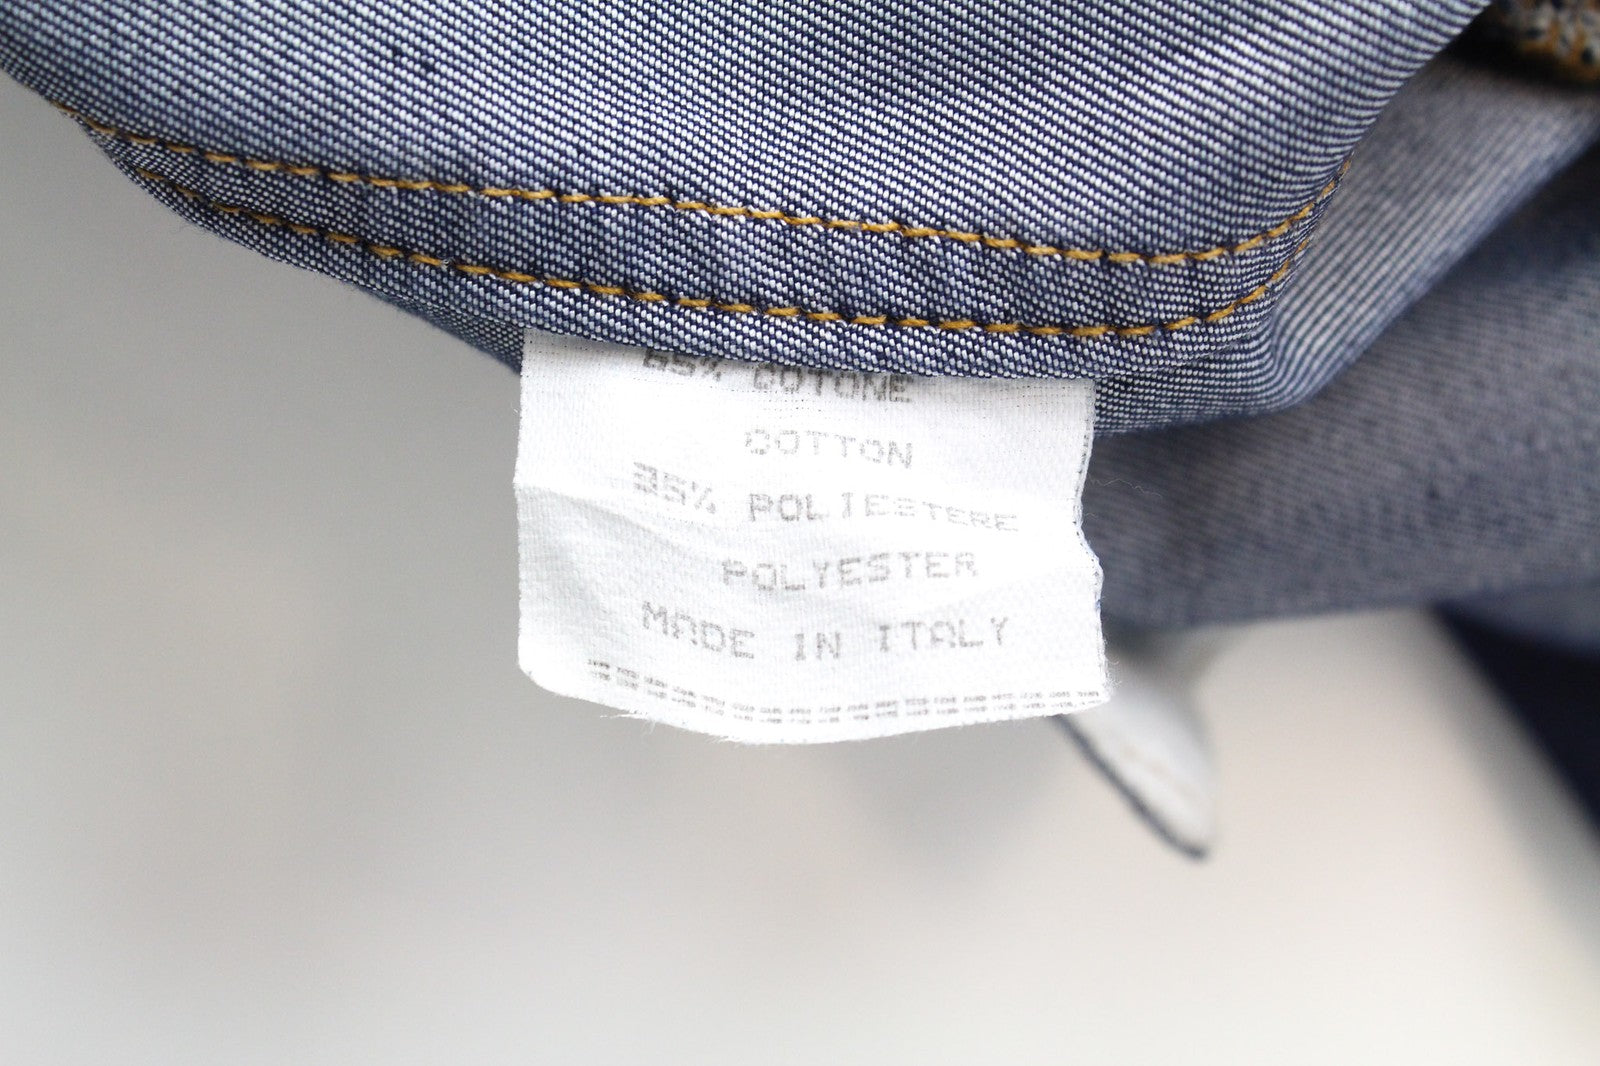 65% COTONE
COTTON
35% POLIESTERE
POLYESTER
MADE IN ITALY